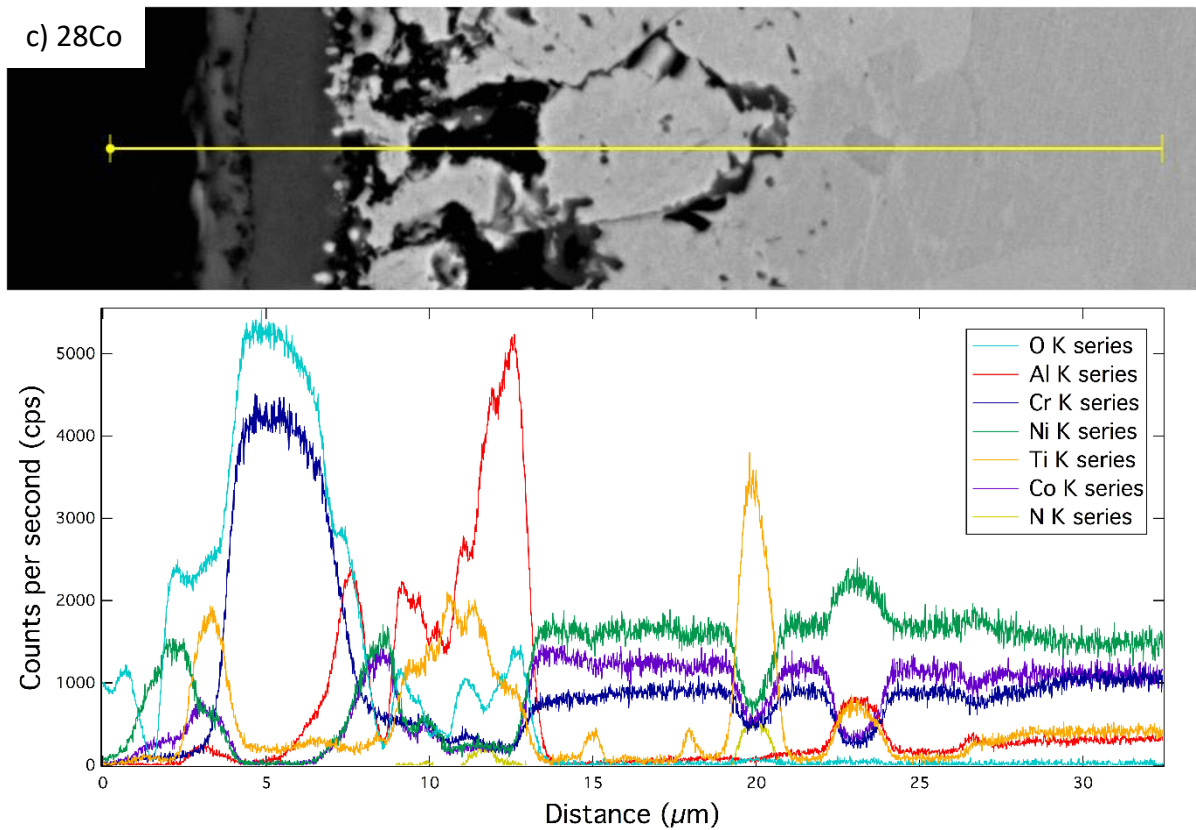 c) 28Co
5000
4000
3000
2000
1000
0
Counts per second (cps)
O K series
Al K series
Cr K series
Ni K series
Ti K series
Co K series
N K series
0 5 10 15 20 25 30
Distance (µm)